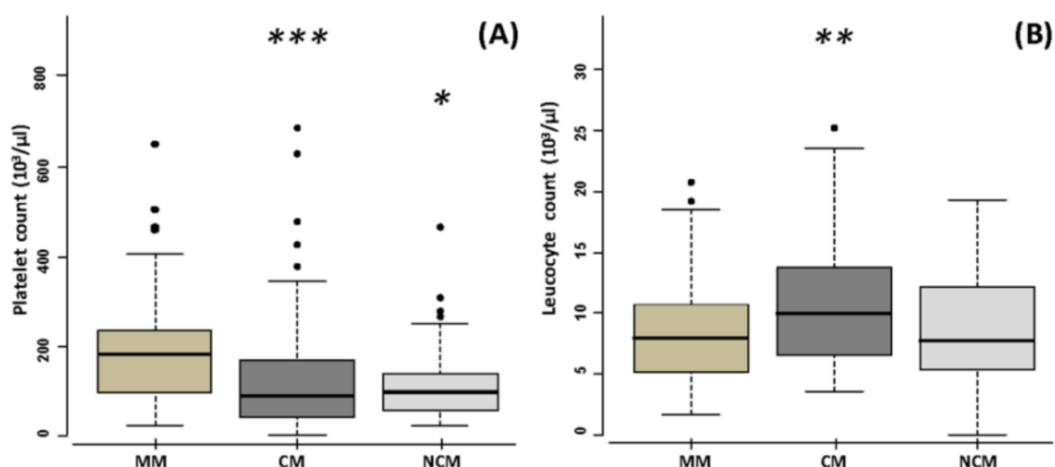 *** (A)
*
Platelet count (10³/µl)
800
600
400
200
0
MM CM NCM
** (B)
Leucocyte count (10³/µl)
30
25
20
15
10
5
0
MM CM NCM